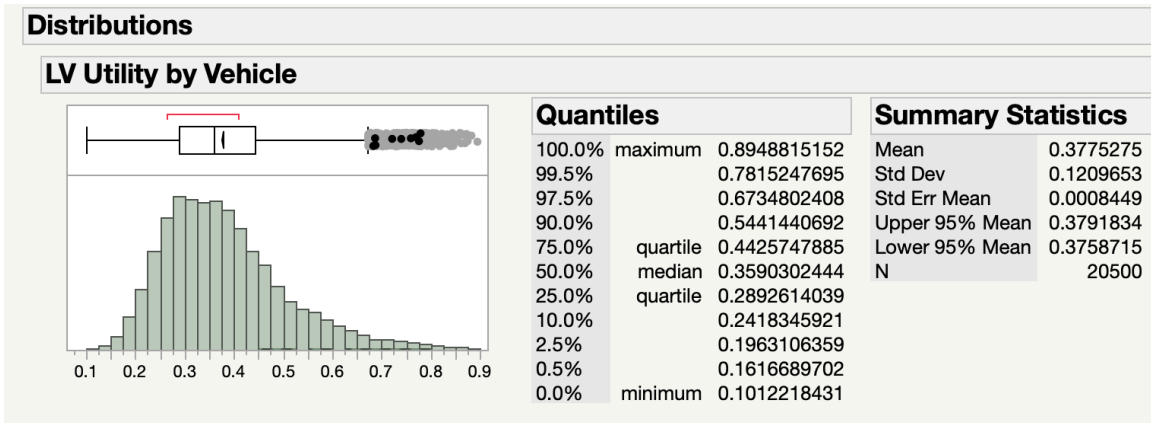 Distributions
LV Utility by Vehicle
0.1 0.2 0.3 0.4 0.5 0.6 0.7 0.8 0.9
Quantiles
100.0% maximum 0.8948815152
99.5% 0.7815247695
97.5% 0.6734802408
90.0% 0.5441440692
75.0% quartile 0.4425747885
50.0% median 0.3590302444
25.0% quartile 0.2892614039
10.0% 0.2418345921
2.5% 0.1963106359
0.5% 0.1616689702
0.0% minimum 0.1012218431
Summary Statistics
Mean 0.3775275
Std Dev 0.1209653
Std Err Mean 0.0008449
Upper 95% Mean 0.3791834
Lower 95% Mean 0.3758715
N 20500